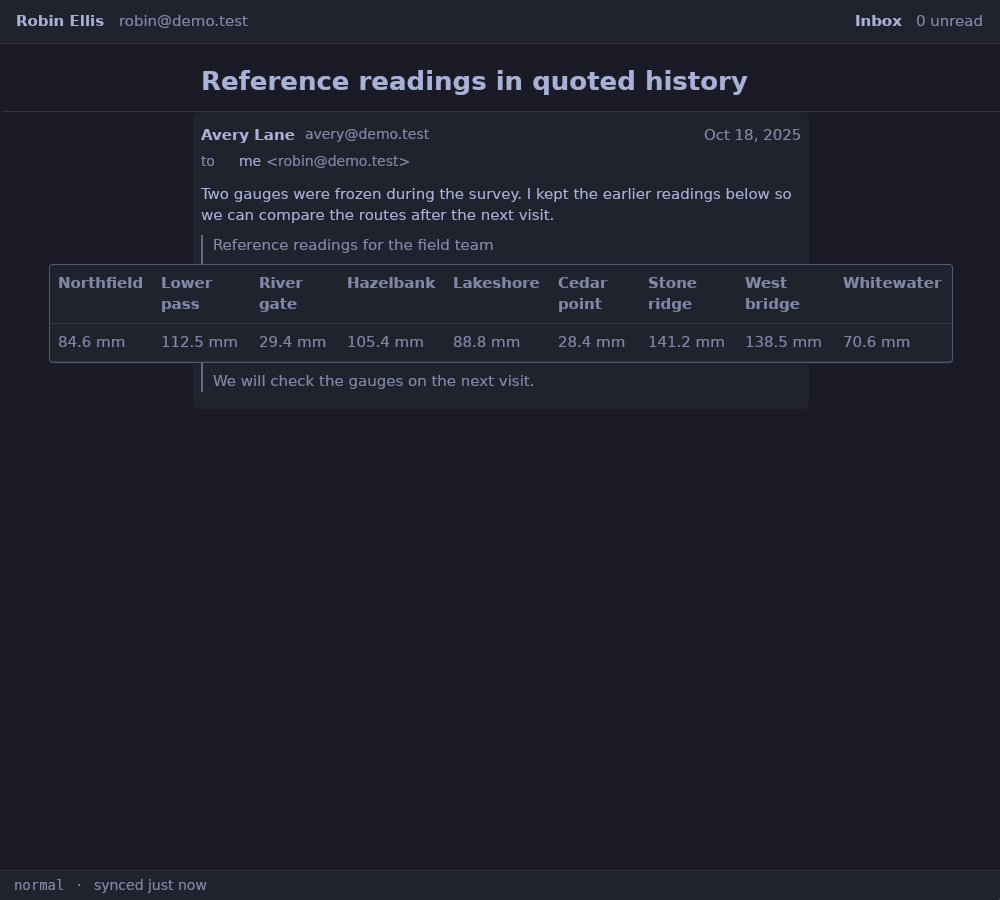 Robin Ellis robin@demo.test Inbox 0 unread
Reference readings in quoted history
Avery Lane avery@demo.test Oct 18, 2025
to me <robin@demo.test>
Two gauges were frozen during the survey. I kept the earlier readings below so
we can compare the routes after the next visit.
Reference readings for the field team
Northfield Lower pass River gate Hazelbank Lakeshore Cedar point Stone ridge West bridge Whitewater
84.6 mm 112.5 mm 29.4 mm 105.4 mm 88.8 mm 28.4 mm 141.2 mm 138.5 mm 70.6 mm
We will check the gauges on the next visit.
normal · synced just now